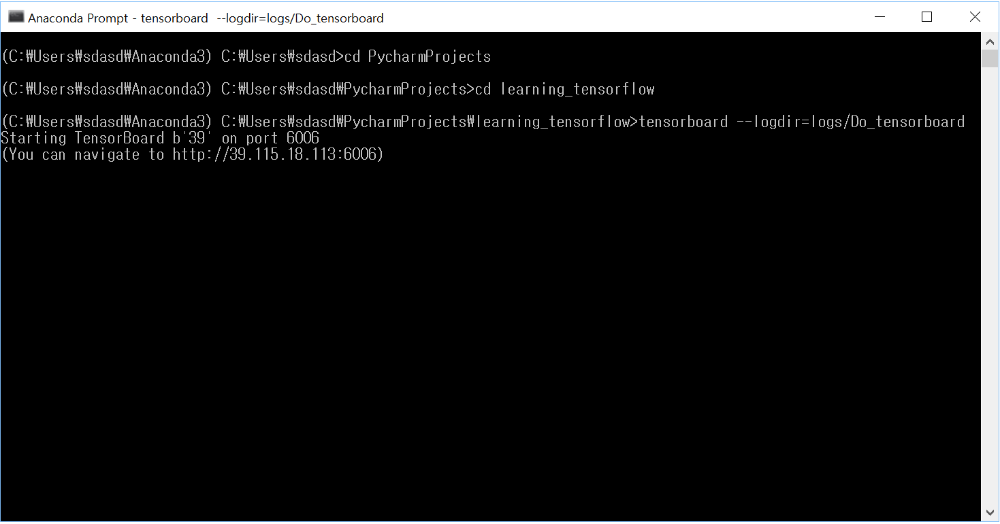 Anaconda Prompt - tensorboard  --logdir=logs/Do_tensorboard
(C:₩Users₩sdasd₩Anaconda3) C:₩Users₩sdasd>cd PycharmProjects
(C:₩Users₩sdasd₩Anaconda3) C:₩Users₩sdasd₩PycharmProjects>cd learning_tensorflow
(C:₩Users₩sdasd₩Anaconda3) C:₩Users₩sdasd₩PycharmProjects₩learning_tensorflow>tensorboard --logdir=logs/Do_tensorboard
Starting TensorBoard b'39' on port 6006
(You can navigate to http://39.115.18.113:6006)